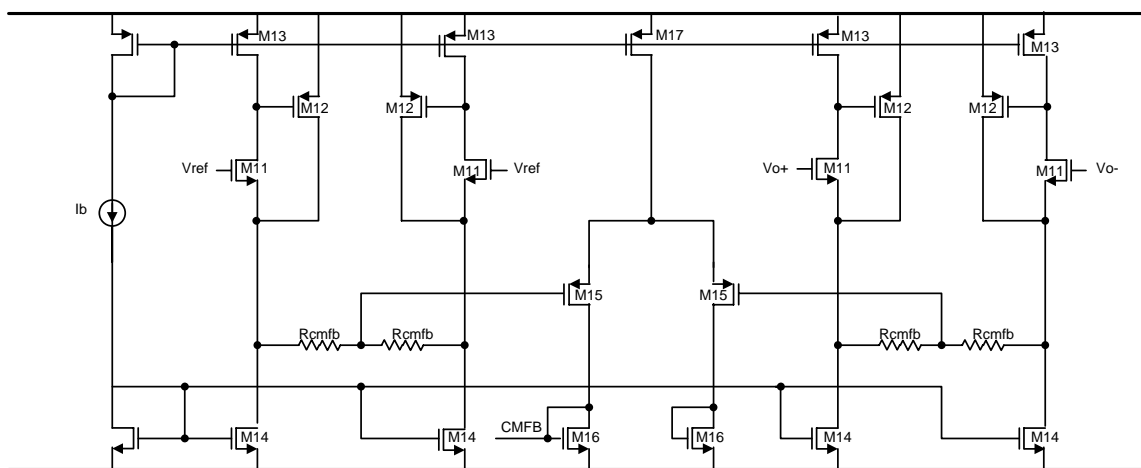 M13
M13
M17
M13
M13
M12
M12
M12
M12
Vref
M11
M11
Vref
Vo+
M11
M11
Vo-
Ib
M15
M15
Rcmfb
Rcmfb
Rcmfb
Rcmfb
CMFB
M14
M14
M16
M16
M14
M14